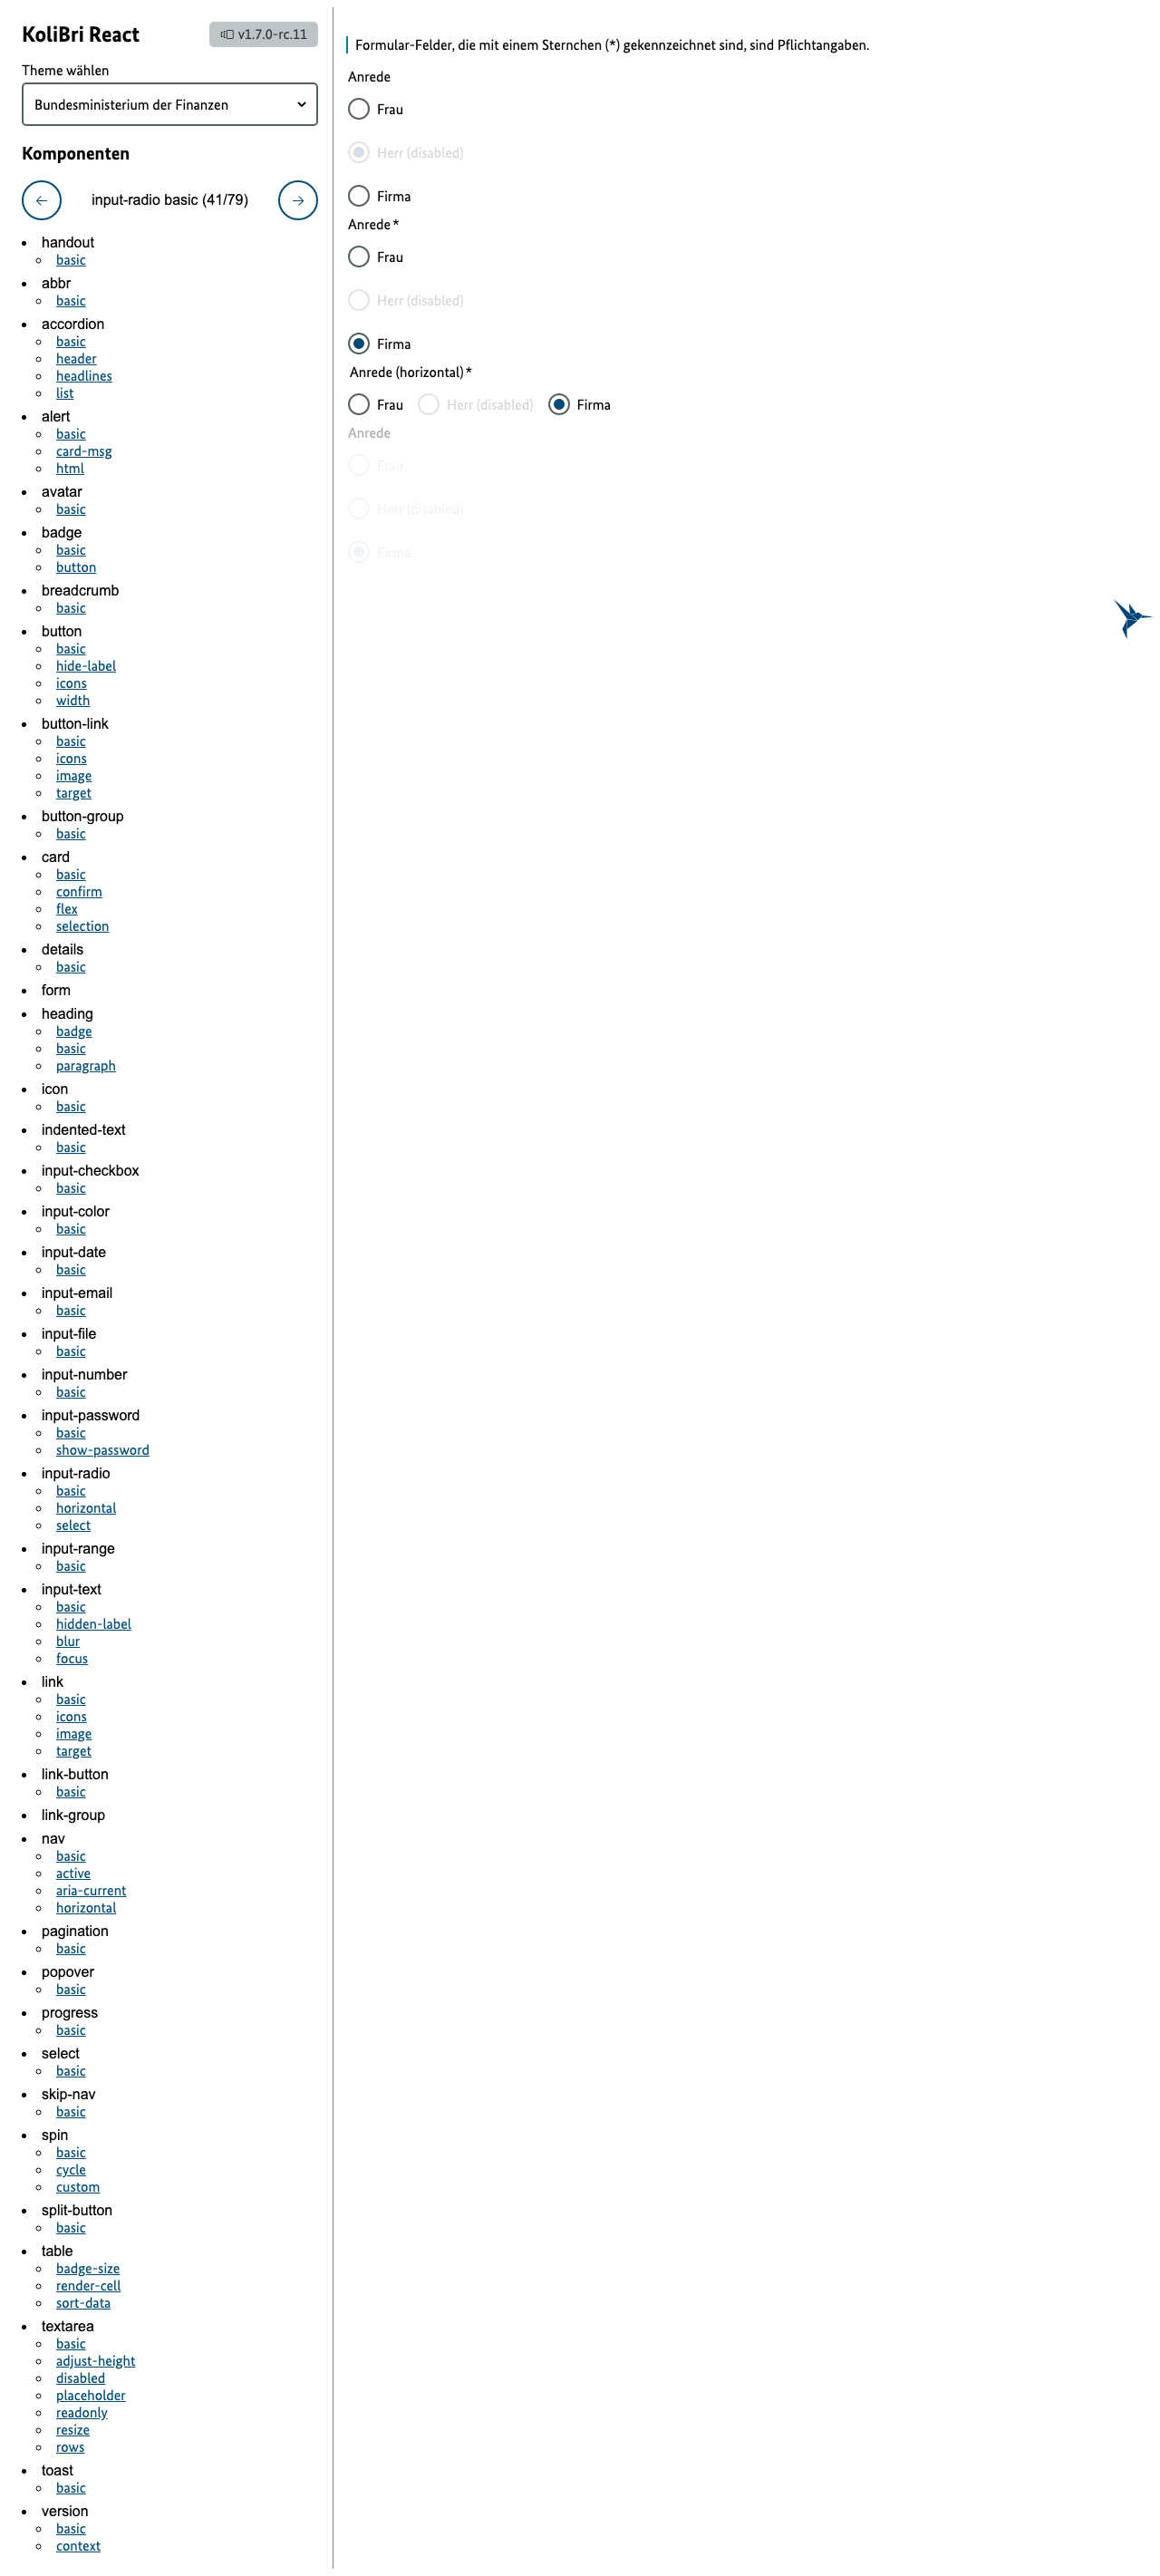 KoliBri React
v1.7.0-rc.11
Theme wählen
Bundesministerium der Finanzen
Komponenten
← input-radio basic (41/79) →
handout
basic
abbr
basic
accordion
basic
header
headlines
list
alert
basic
card-msg
html
avatar
basic
badge
basic
button
breadcrumb
basic
button
basic
hide-label
icons
width
button-link
basic
icons
image
target
button-group
basic
card
basic
confirm
flex
selection
details
basic
form
heading
badge
basic
paragraph
icon
basic
indented-text
basic
input-checkbox
basic
input-color
basic
input-date
basic
input-email
basic
input-file
basic
input-number
basic
input-password
basic
show-password
input-radio
basic
horizontal
select
input-range
basic
input-text
basic
hidden-label
blur
focus
link
basic
icons
image
target
link-button
basic
link-group
nav
basic
active
aria-current
horizontal
pagination
basic
popover
basic
progress
basic
select
basic
skip-nav
basic
spin
basic
cycle
custom
split-button
basic
table
badge-size
render-cell
sort-data
textarea
basic
adjust-height
disabled
placeholder
readonly
resize
rows
toast
basic
version
basic
context
Formular-Felder, die mit einem Sternchen (*) gekennzeichnet sind, sind Pflichtangaben.
Anrede
Frau
Herr (disabled)
Firma
Anrede*
Frau
Herr (disabled)
Firma
Anrede (horizontal)*
Frau Herr (disabled) Firma
Anrede
Frau
Herr (disabled)
Firma